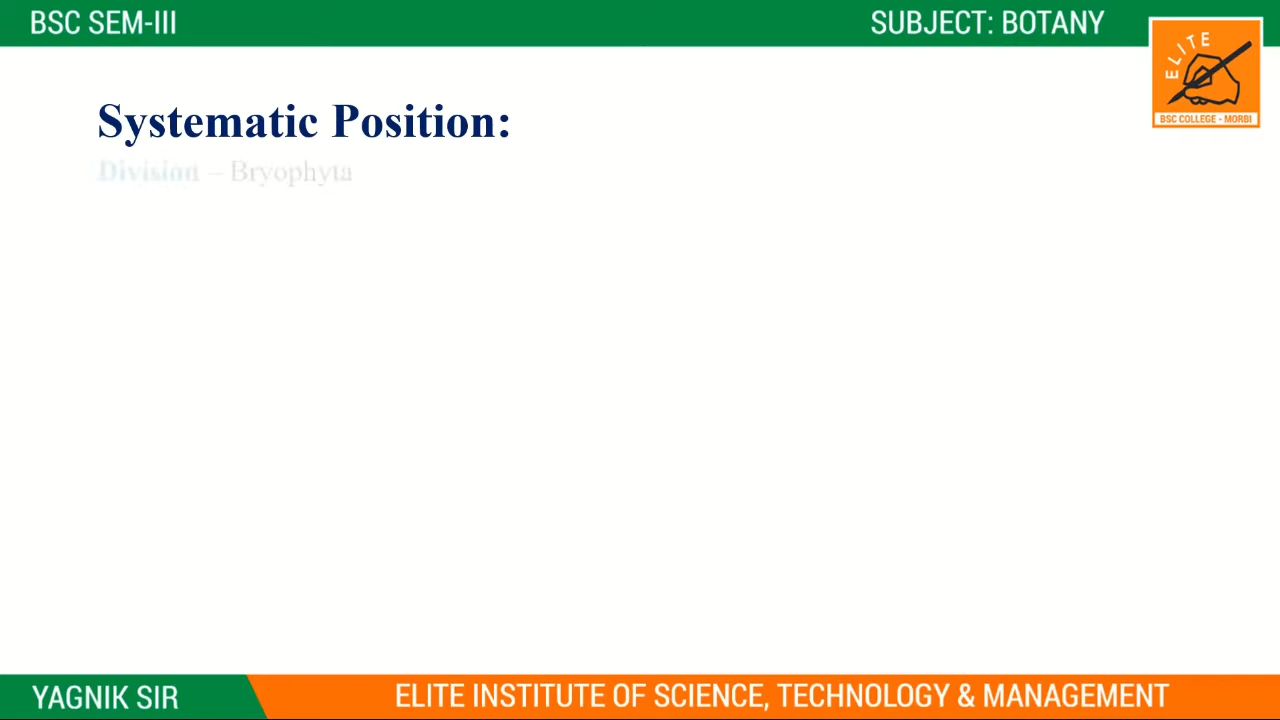 BSC SEM-III
SUBJECT: BOTANY
ELITE
BSC COLLEGE - MORBI
Systematic Position:
Division – Bryophyta
YAGNIK SIR
ELITE INSTITUTE OF SCIENCE, TECHNOLOGY & MANAGEMENT